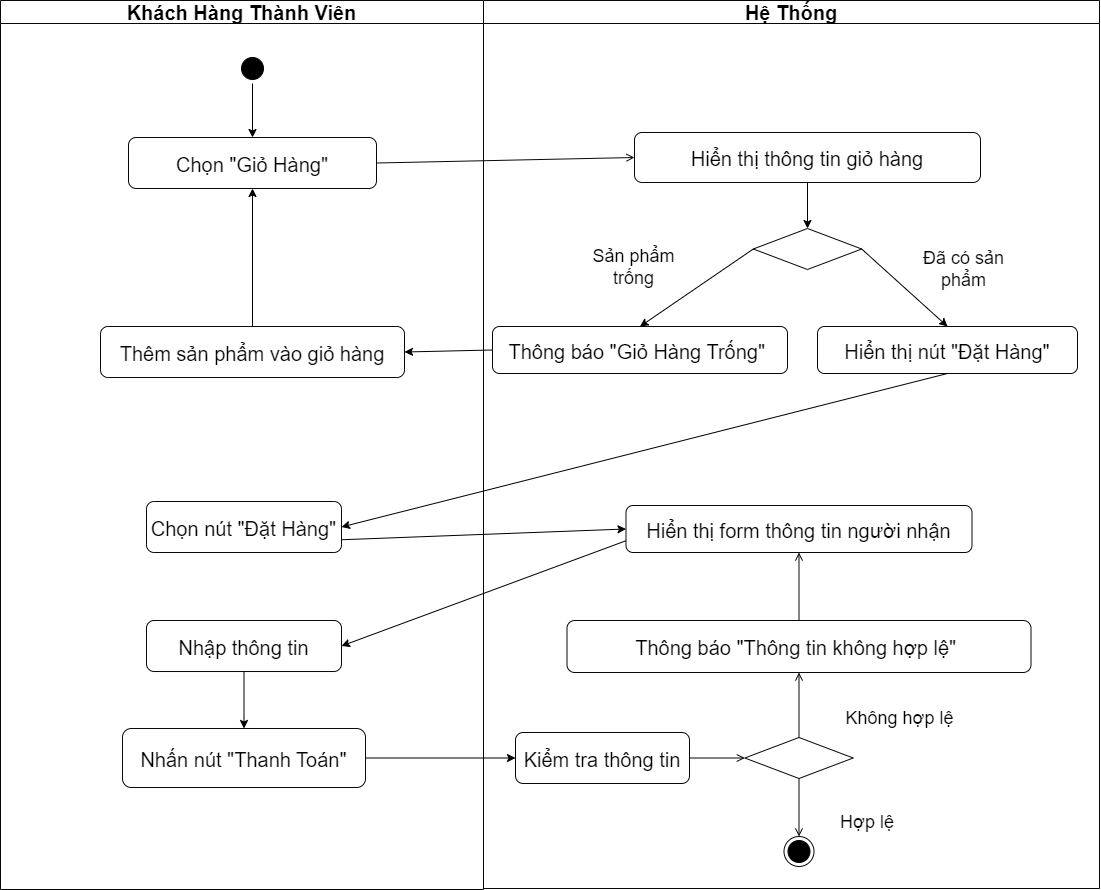 Khách Hàng Thành Viên
Hệ Thống
Chọn "Giỏ Hàng"
Hiển thị thông tin giỏ hàng
Sản phẩm
trống
Đã có sản
phẩm
Thêm sản phẩm vào giỏ hàng
Thông báo "Giỏ Hàng Trống"
Hiển thị nút "Đặt Hàng"
Chọn nút "Đặt Hàng"
Hiển thị form thông tin người nhận
Nhập thông tin
Thông báo "Thông tin không hợp lệ"
Không hợp lệ
Nhấn nút "Thanh Toán"
Kiểm tra thông tin
Hợp lệ